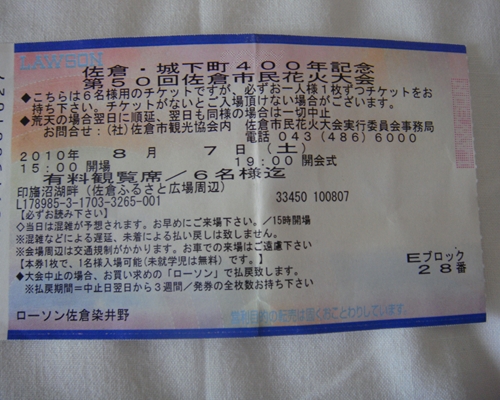 LAWSON
佐倉・城下町400年記念
第50回佐倉市民花火大会
◆こちらは6名様用のチケットですが、必ずお一人様1枚ずつチケットをお
持ち下さい。チケットがないとご入場頂けない場合がございます。
◆荒天の場合翌日に順延、翌日も同様の場合は一切中止
お問合せ：(社)佐倉市観光協会内 佐倉市民花火大会実行委員会事務局
電話 043(486)6000
2010年 8月 7日(土)
15:00 開場 19:00 開会式
有料観覧席／6名様迄
印旛沼湖畔(佐倉ふるさと広場周辺)
L178985-3-1703-3265-001 33450 100807
【必ずお読み下さい】
◇当日は混雑が予想されます。お早めにご来場下さい。／15時開場
※混雑などによる遅延、未着による払い戻しは致しません。
※会場周辺は交通規制がかかります。お車での来場はご遠慮下さい
【本券1枚で、1名様入場可能(未就学児は無料)です。】
◆大会中止の場合、お買い求めの「ローソン」で払戻致します。
※払戻期間＝中止日翌日から3週間／発券の全枚数お持ち下さい
Eブロック
28番
ローソン佐倉染井野